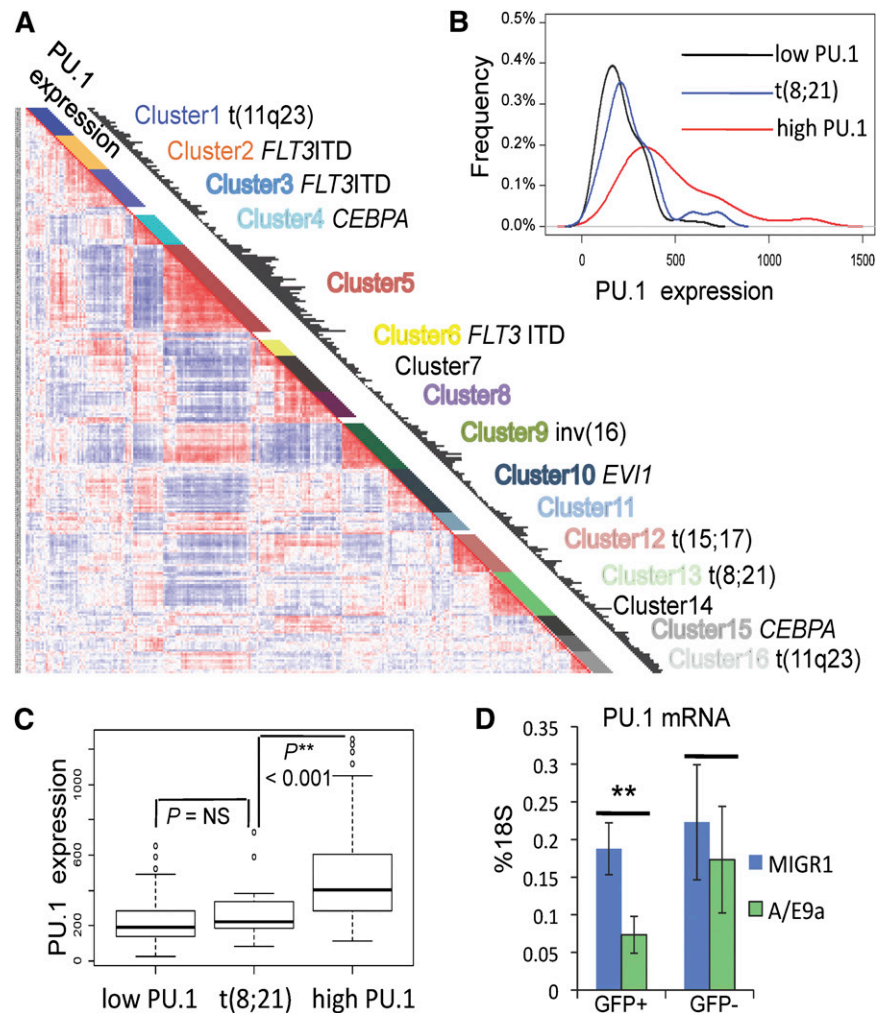 A
PU.1
expression
Cluster1 t(11q23)
Cluster2 FLT3ITD
Cluster3 FLT3ITD
Cluster4 CEBPA
Cluster5
Cluster6 FLT3 ITD
Cluster7
Cluster8
Cluster9 inv(16)
Cluster10 EVI1
Cluster11
Cluster12 t(15;17)
Cluster13 t(8;21)
Cluster14
Cluster15 CEBPA
Cluster16 t(11q23)
B
Frequency
0.5%
0.4%
0.3%
0.2%
0.1%
0.0%
low PU.1
t(8;21)
high PU.1
0 500 1000 1500
PU.1 expression
C
PU.1 expression
1000
600
200
0
P = NS
P**
< 0.001
low PU.1 t(8;21) high PU.1
D
PU.1 mRNA
%18S
0.35
0.3
0.25
0.2
0.15
0.1
0.05
0
**
MIGR1
A/E9a
GFP+ GFP-